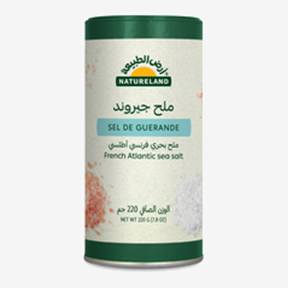 أرض الطبيعة
NATURELAND
ملح جيروند
SEL DE GUERANDE
ملح بحري فرنسي أطلسي
French Atlantic sea salt
الوزن الصافي 220 جم
NET WT 220 G (7.8 OZ)